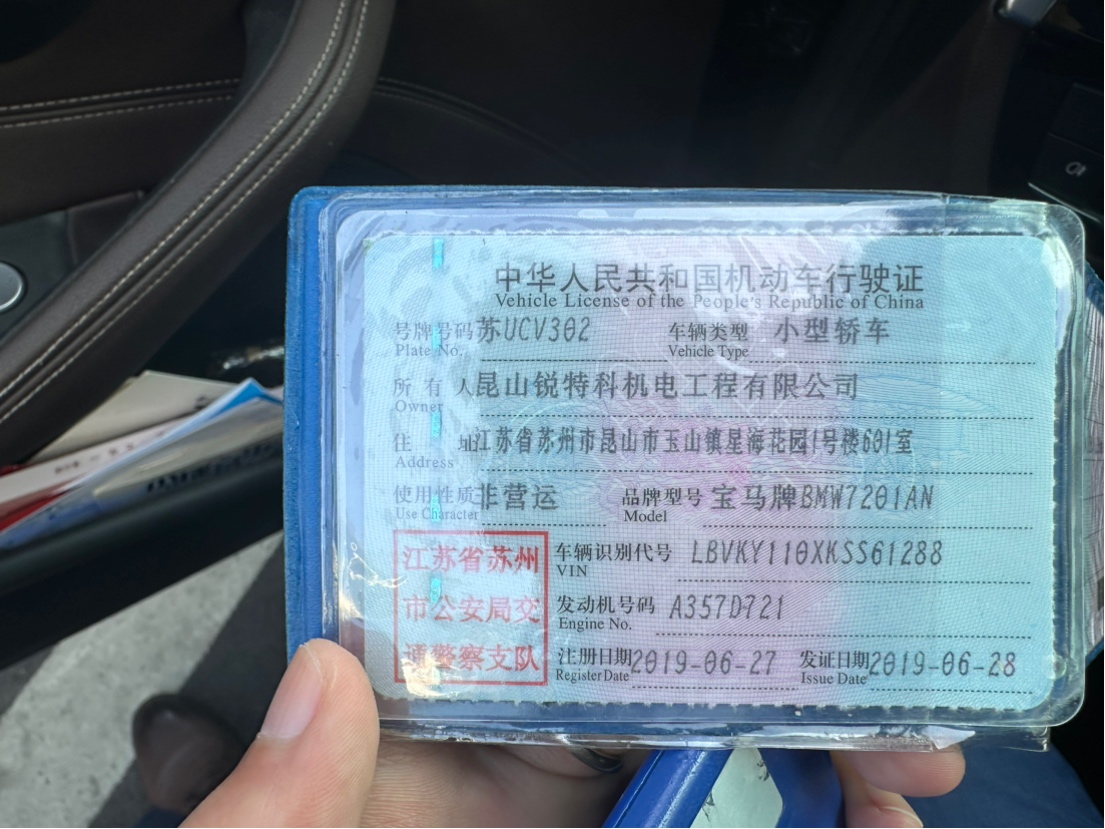 中华人民共和国机动车行驶证
Vehicle License of the People's Republic of China
号牌号码 苏UCV302 车辆类型 小型轿车
Plate No. Vehicle Type
所有人 昆山锐特科机电工程有限公司
Owner
住址 江苏省苏州市昆山市玉山镇星海花园1号楼601室
Address
使用性质 非营运 品牌型号 宝马牌BMW7201AN
Use Character Model
江苏省苏州
市公安局交
通警察支队
车辆识别代号 LBVKY110XKSS61288
VIN
发动机号码 A357D721
Engine No.
注册日期 2019-06-27 发证日期 2019-06-28
Register Date Issue Date